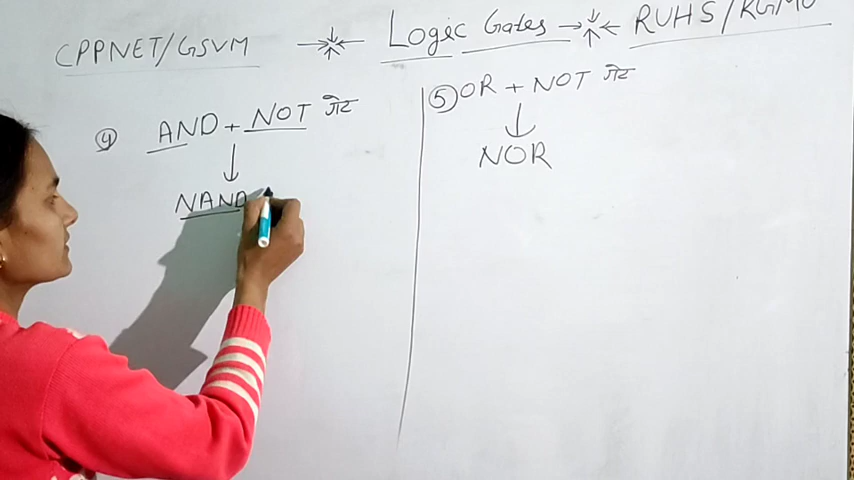 CPPNET/GSVM Logic Gates RUHS/KGMU
④ AND + NOT गेट
NAND
⑤ OR + NOT गेट
NOR